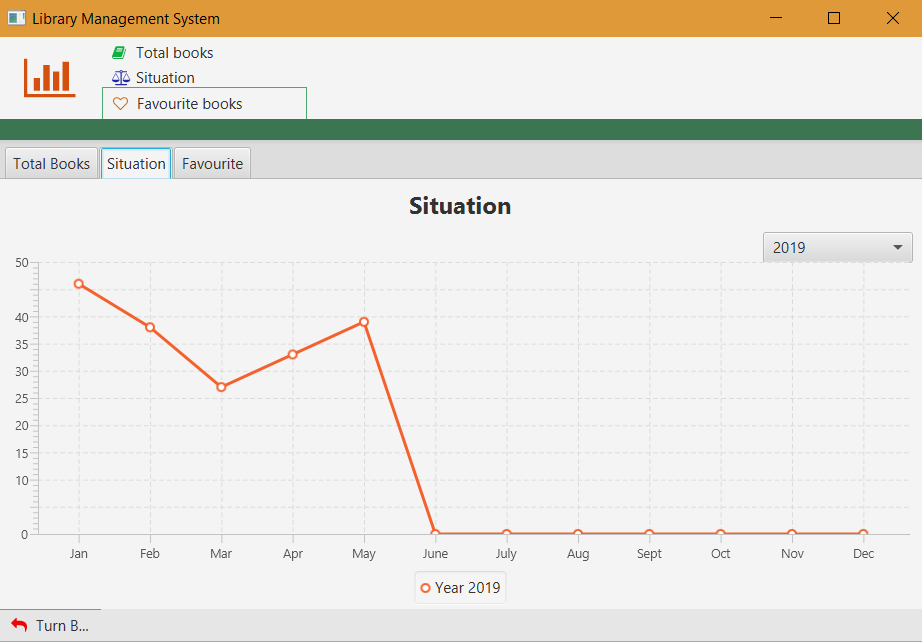 Library Management System
Total books
Situation
Favourite books
Total Books Situation Favourite
Situation
2019
50
40
35
30
25
20
15
10
0
Jan Feb Mar Apr May June July Aug Sept Oct Nov Dec
Year 2019
Turn B...